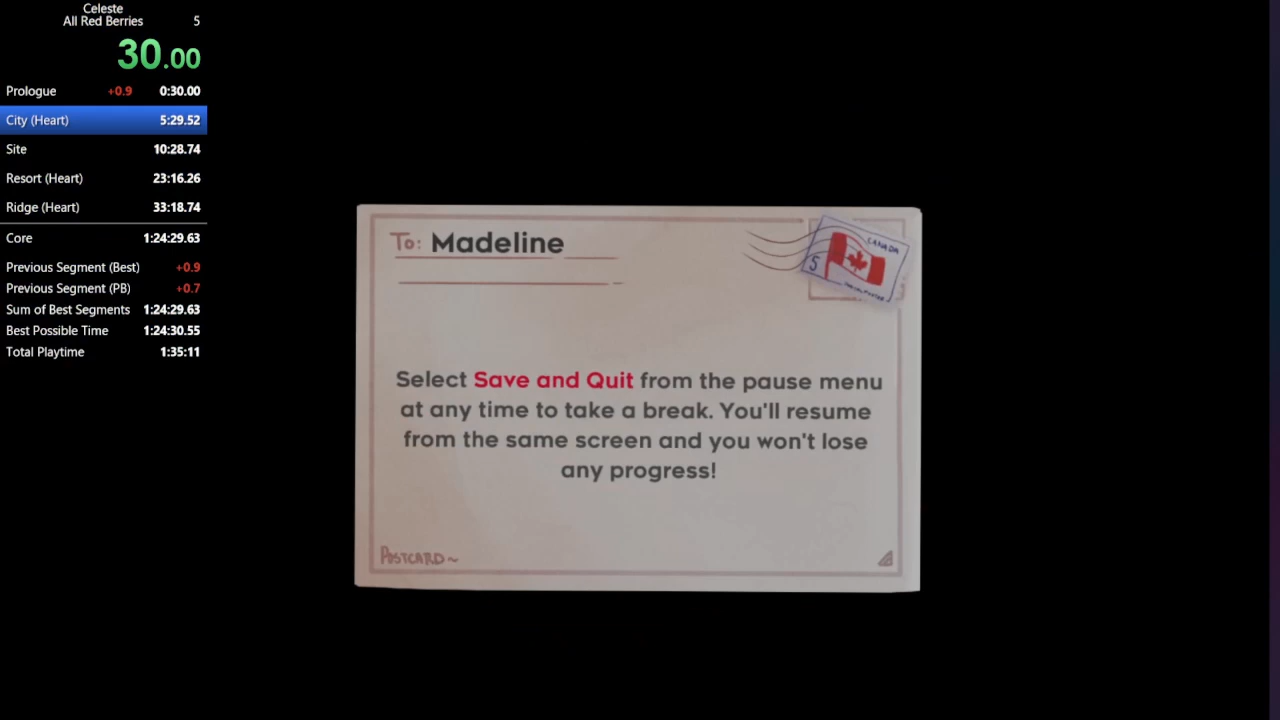 Celeste
All Red Berries 5
30.00
Prologue +0.9 0:30.00
City (Heart) 5:29.52
Site 10:28.74
Resort (Heart) 23:16.26
Ridge (Heart) 33:18.74
Core 1:24:29.63
Previous Segment (Best) +0.9
Previous Segment (PB) +0.7
Sum of Best Segments 1:24:29.63
Best Possible Time 1:24:30.55
Total Playtime 1:35:11
To: Madeline
CANADA
5
Select Save and Quit from the pause menu
at any time to take a break. You'll resume
from the same screen and you won't lose
any progress!
POSTCARD~